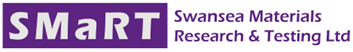 SMaRT
Swansea Materials
Research & Testing Ltd